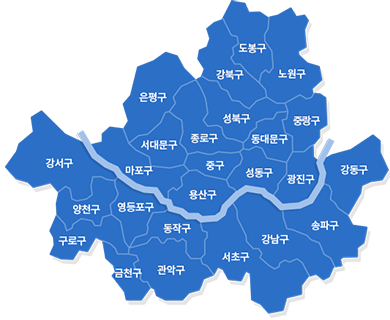 도봉구
강북구
노원구
은평구
성북구
중랑구
서대문구
종로구
동대문구
강서구
마포구
중구
성동구
광진구
강동구
용산구
양천구
영등포구
동작구
송파구
구로구
강남구
금천구
관악구
서초구